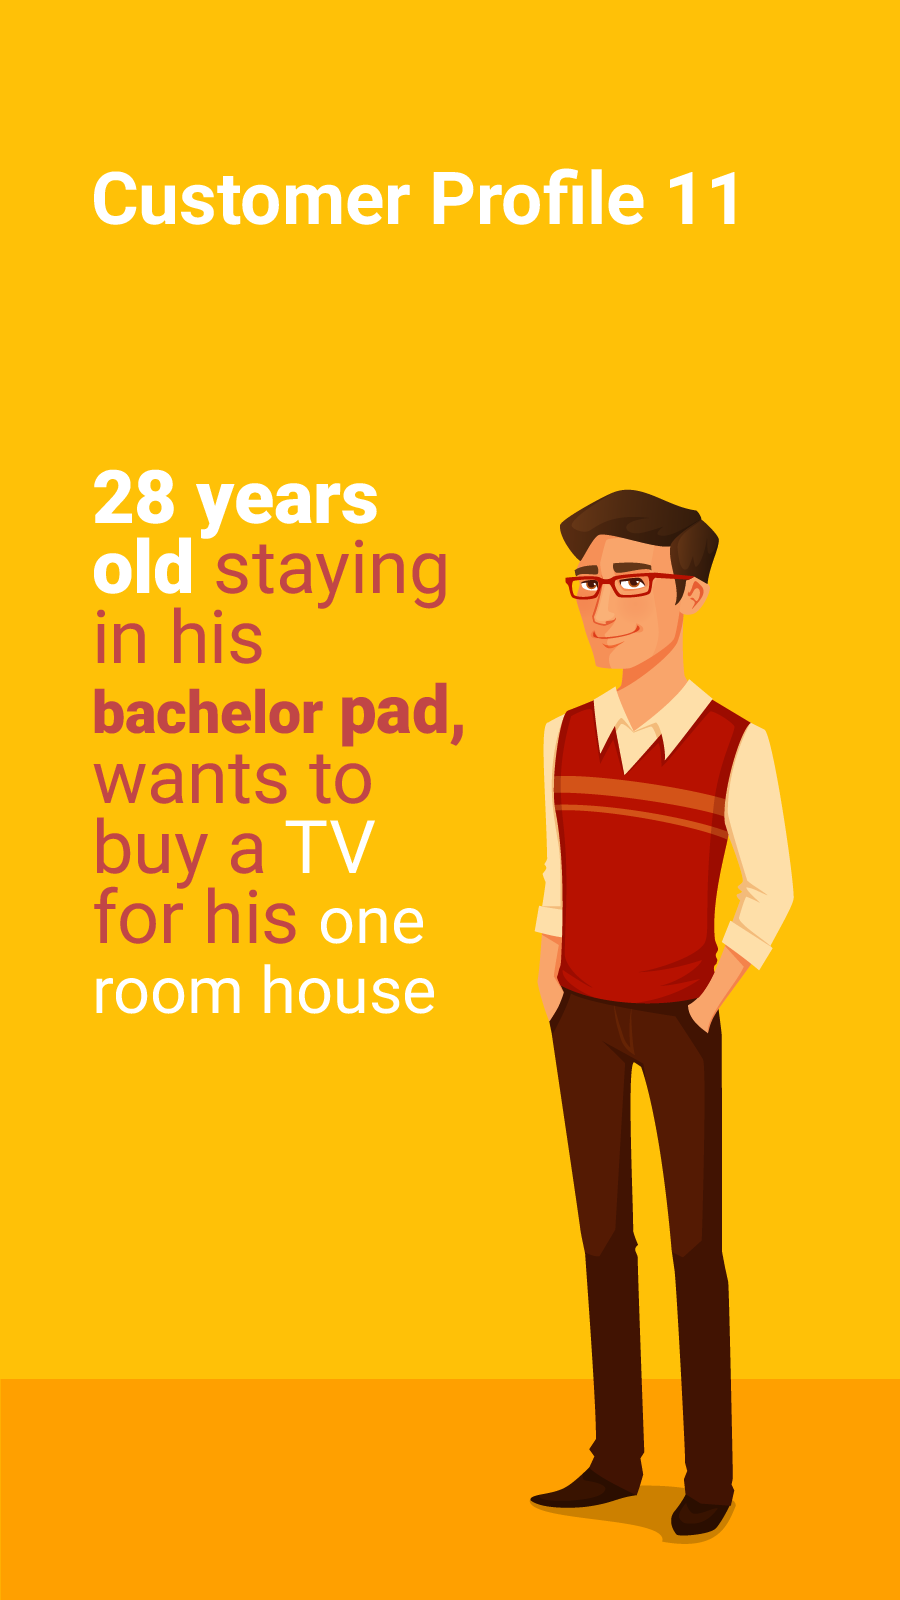 Customer Profile 11
28 years
old staying
in his
bachelor pad,
wants to
buy a TV
for his one
room house